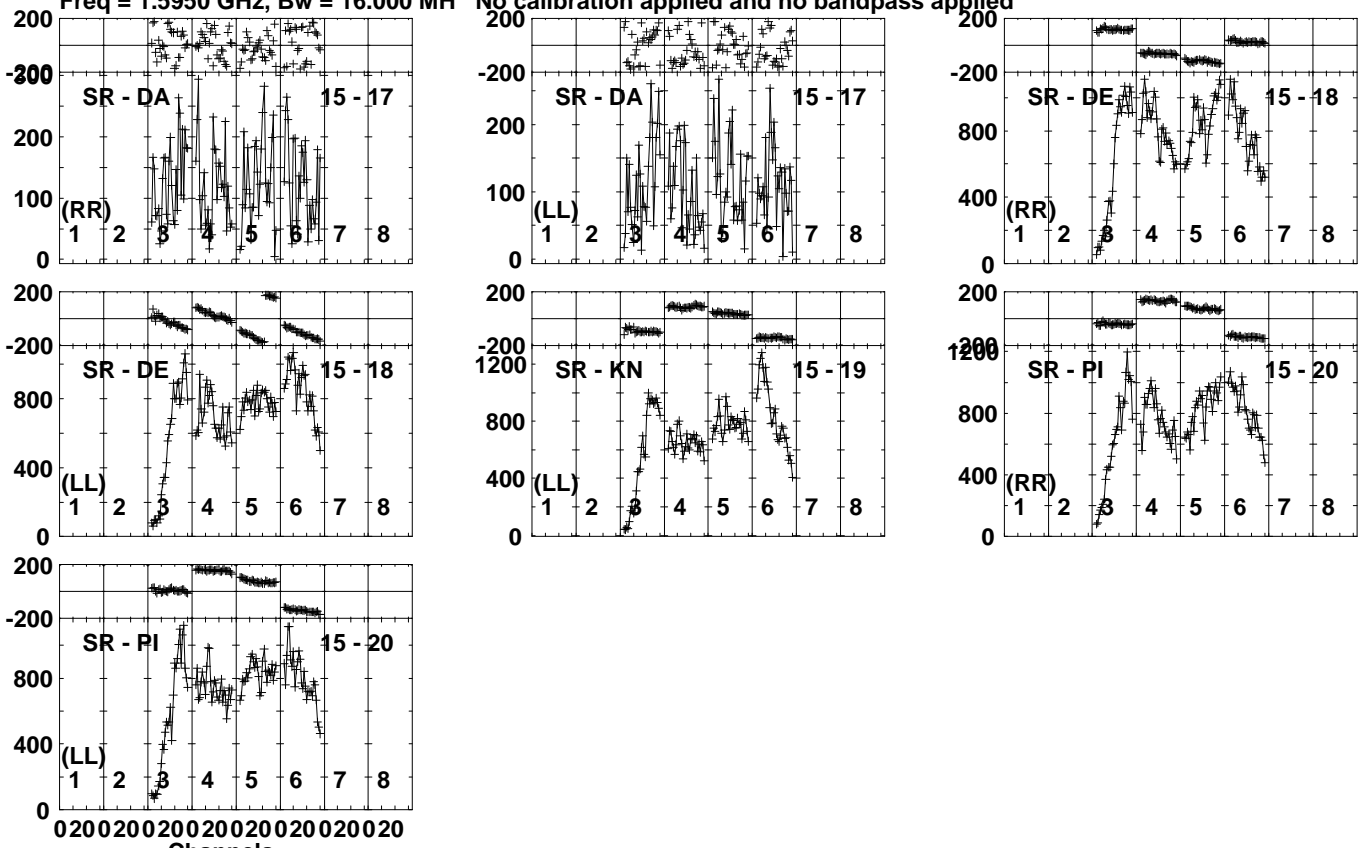 Freq = 1.5950 GHz, Bw = 16.000 MH No calibration applied and no bandpass applied
200
-200
300
200
100
0
SR - DA
15 - 17
(RR)
1 2 3 4 5 6 7 8
200
-200
200
100
0
SR - DA
15 - 17
(LL)
1 2 3 4 5 6 7 8
200
-200
800
400
0
SR - DE
15 - 18
(RR)
1 2 3 4 5 6 7 8
200
-200
800
400
0
SR - DE
15 - 18
(LL)
1 2 3 4 5 6 7 8
200
-200
1200
800
400
0
SR - KN
15 - 19
(LL)
1 2 3 4 5 6 7 8
200
-200
1200
800
400
0
SR - PI
15 - 20
(RR)
1 2 3 4 5 6 7 8
200
-200
800
400
0
SR - PI
15 - 20
(LL)
1 2 3 4 5 6 7 8
0 20 0 20 0 20 0 20 0 20 0 20 0 20 0 20
Channels